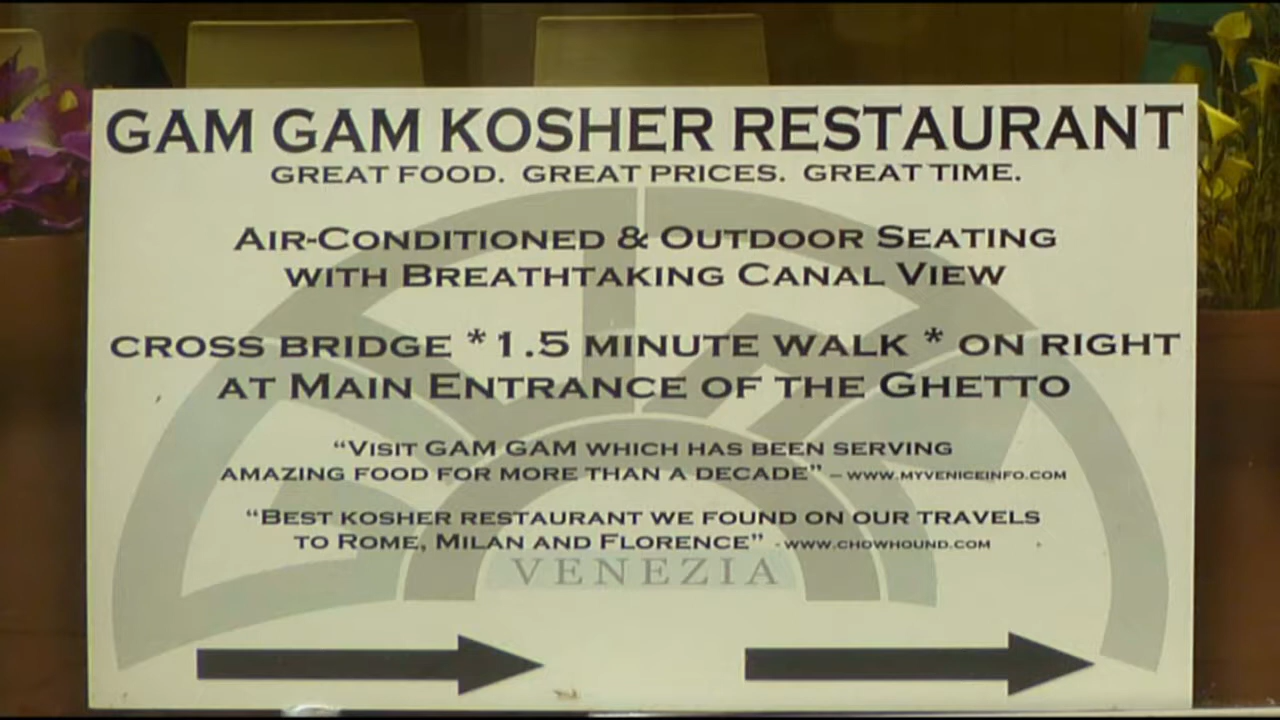 GAM GAM KOSHER RESTAURANT
GREAT FOOD. GREAT PRICES. GREAT TIME.
AIR-CONDITIONED & OUTDOOR SEATING
WITH BREATHTAKING CANAL VIEW
CROSS BRIDGE *1.5 MINUTE WALK * ON RIGHT
AT MAIN ENTRANCE OF THE GHETTO
“VISIT GAM GAM WHICH HAS BEEN SERVING
AMAZING FOOD FOR MORE THAN A DECADE” – WWW.MYVENICEINFO.COM
“BEST KOSHER RESTAURANT WE FOUND ON OUR TRAVELS
TO ROME, MILAN AND FLORENCE” - WWW.CHOWHOUND.COM
VENEZIA